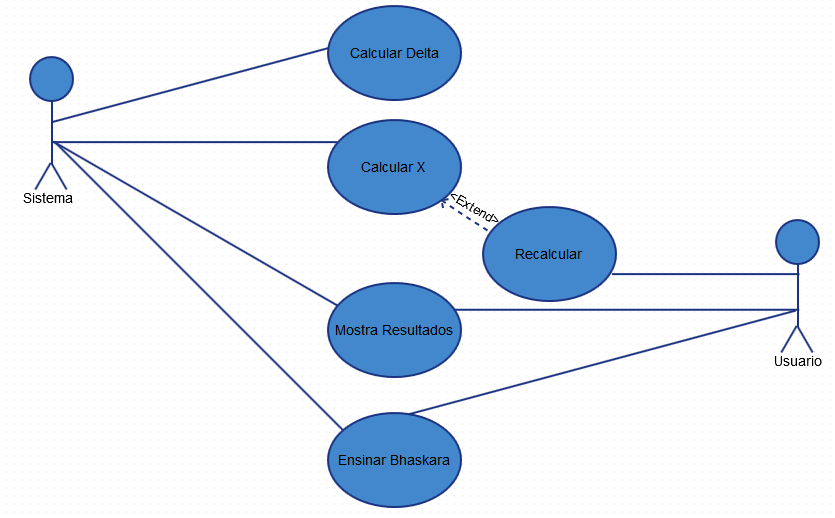 Calcular Delta
Sistema
Calcular X
<Extend>
Recalcular
Mostra Resultados
Usuario
Ensinar Bhaskara